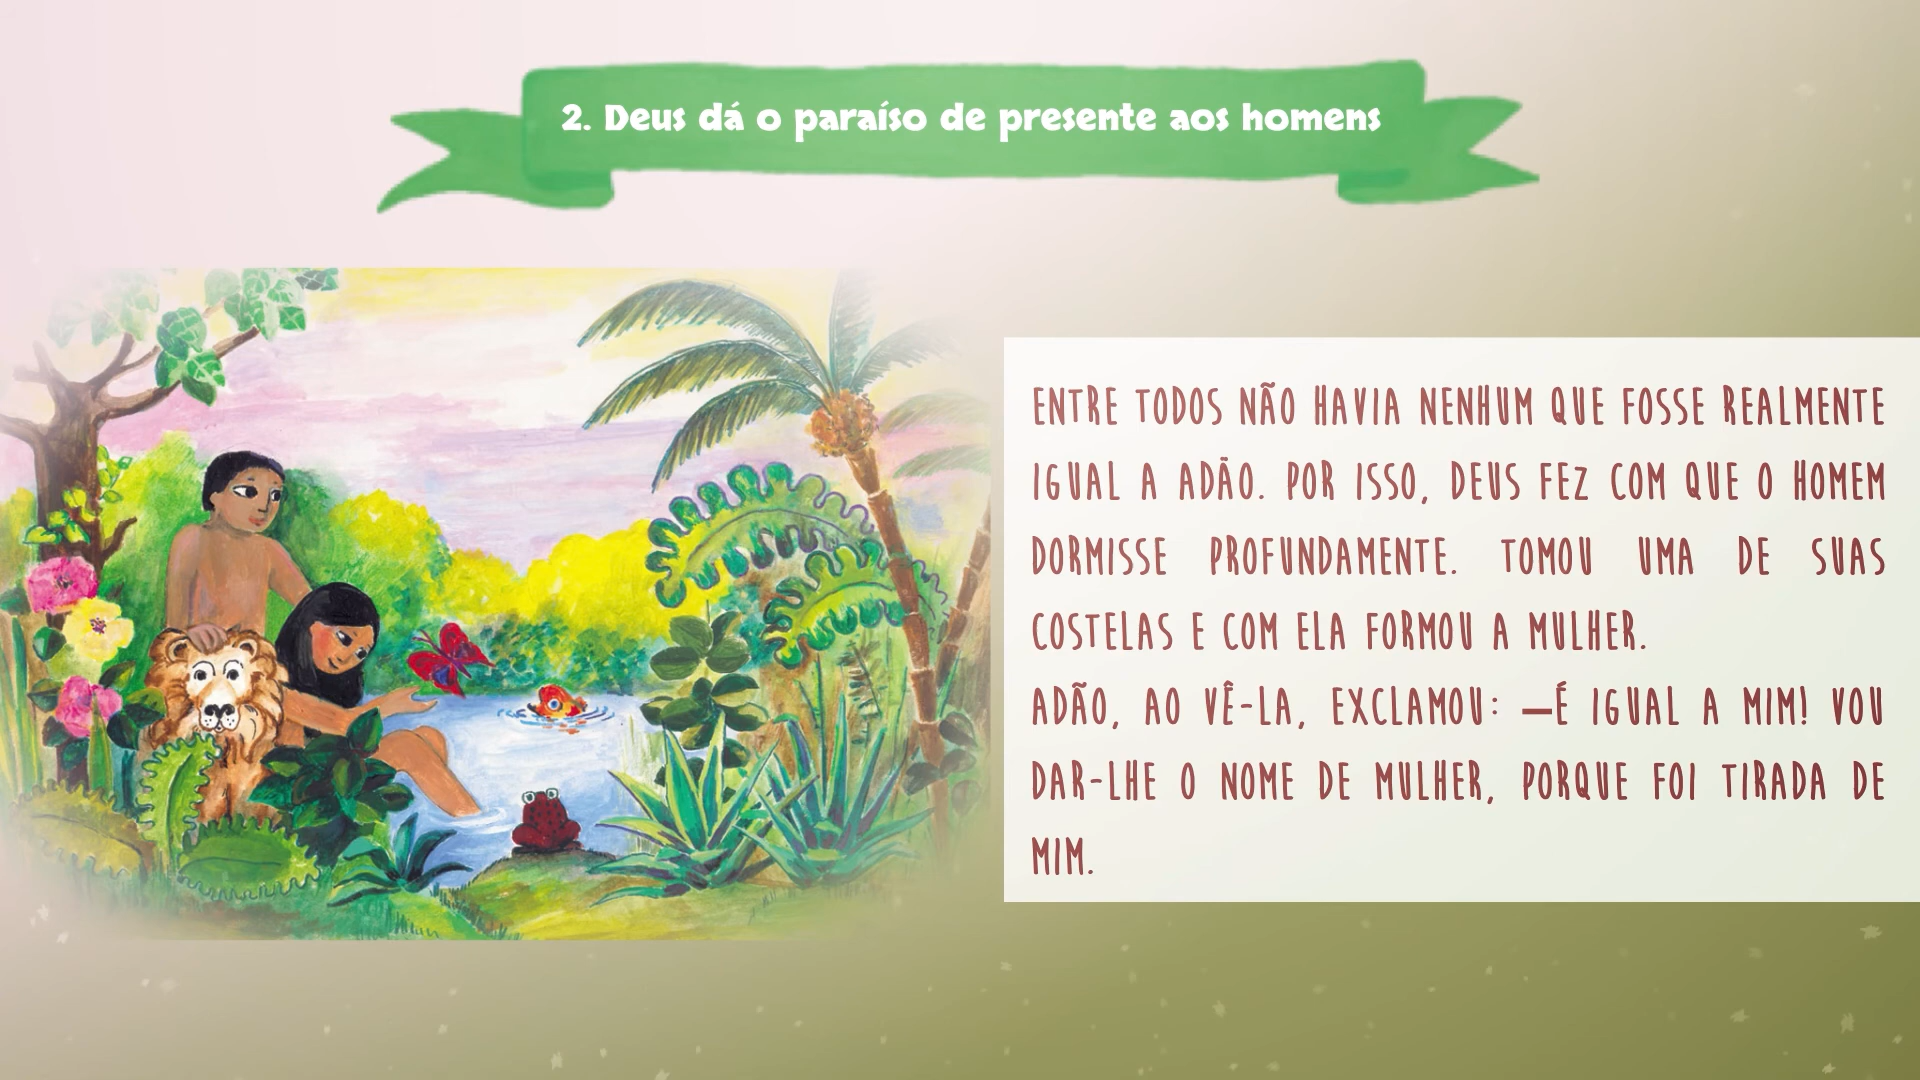 2. Deus dá o paraíso de presente aos homens
ENTRE TODOS NÃO HAVIA NENHUM QUE FOSSE REALMENTE
IGUAL A ADÃO. POR ISSO, DEUS FEZ COM QUE O HOMEM
DORMISSE PROFUNDAMENTE. TOMOU UMA DE SUAS
COSTELAS E COM ELA FORMOU A MULHER.
ADÃO, AO VÊ-LA, EXCLAMOU: —É IGUAL A MIM! VOU
DAR-LHE O NOME DE MULHER, PORQUE FOI TIRADA DE
MIM.